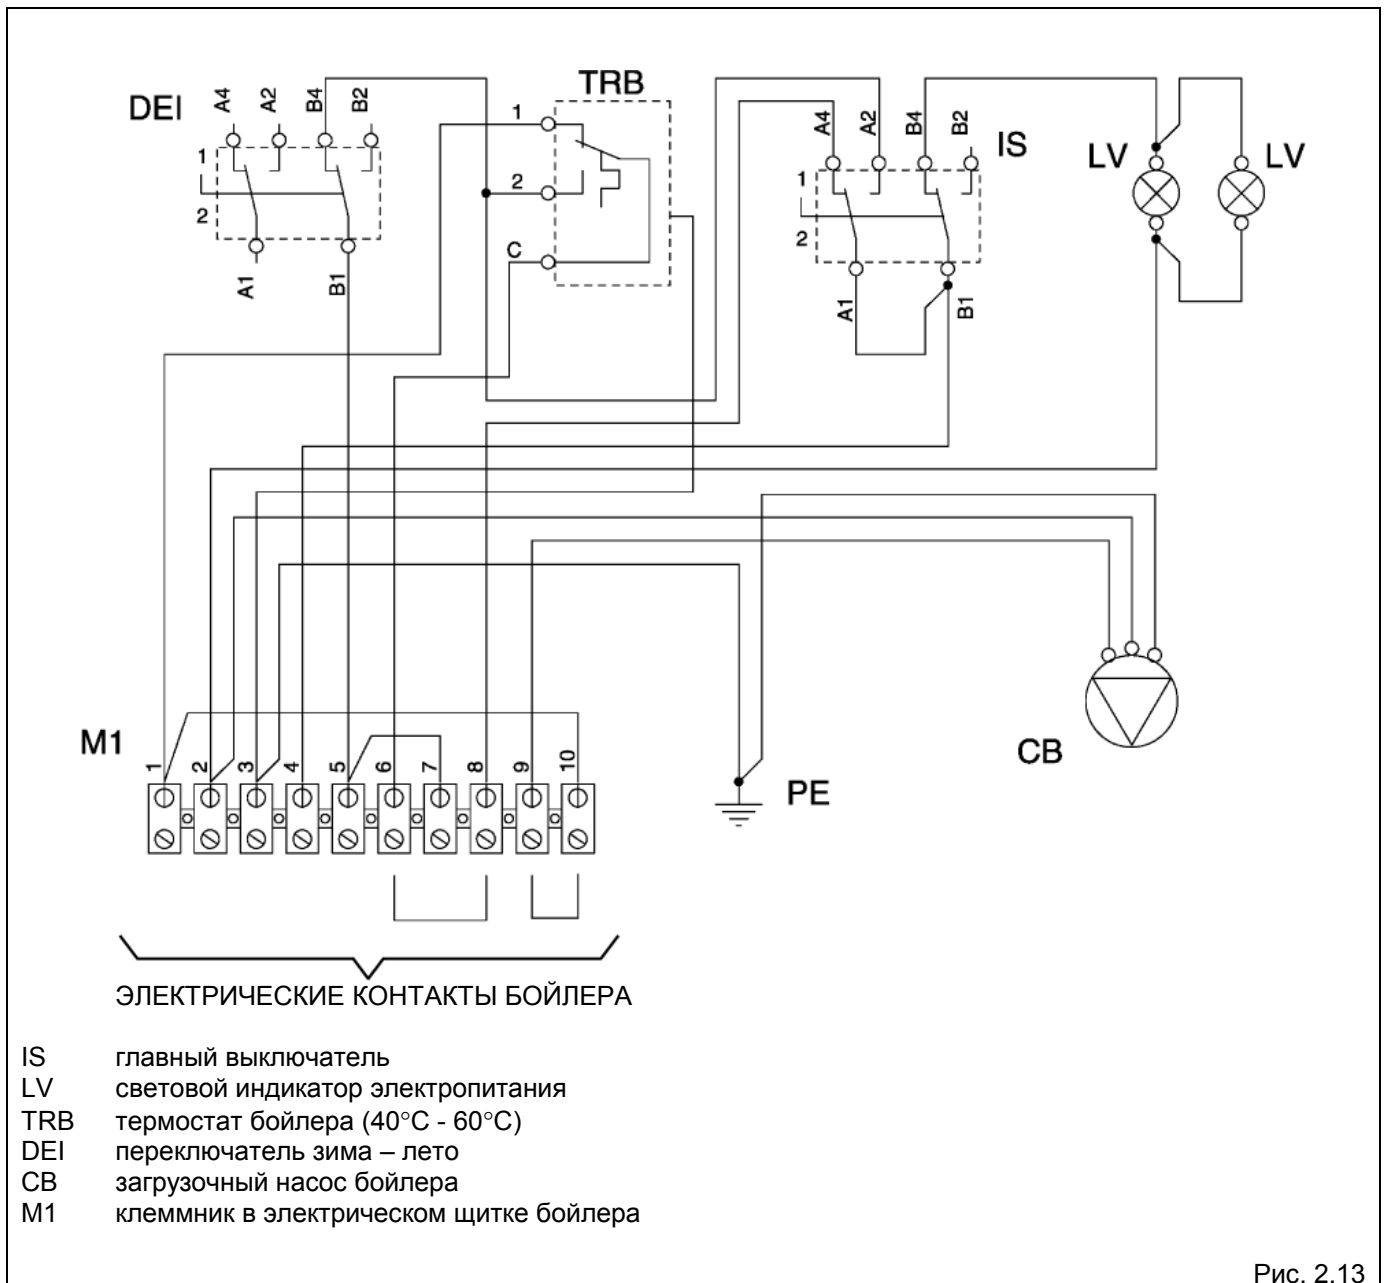 TRB
DEI
A4
A2
B4
B2
1
2
A1
B1
1
2
C
A4
A2
B4
B2
IS
1
2
A1
B1
LV
LV
CB
PE
M1
1
2
3
4
5
6
7
8
9
10
ЭЛЕКТРИЧЕСКИЕ КОНТАКТЫ БОЙЛЕРА
IS главный выключатель
LV световой индикатор электропитания
TRB термостат бойлера (40°C - 60°C)
DEI переключатель зима – лето
CB загрузочный насос бойлера
M1 клеммник в электрическом щитке бойлера
Рис. 2.13